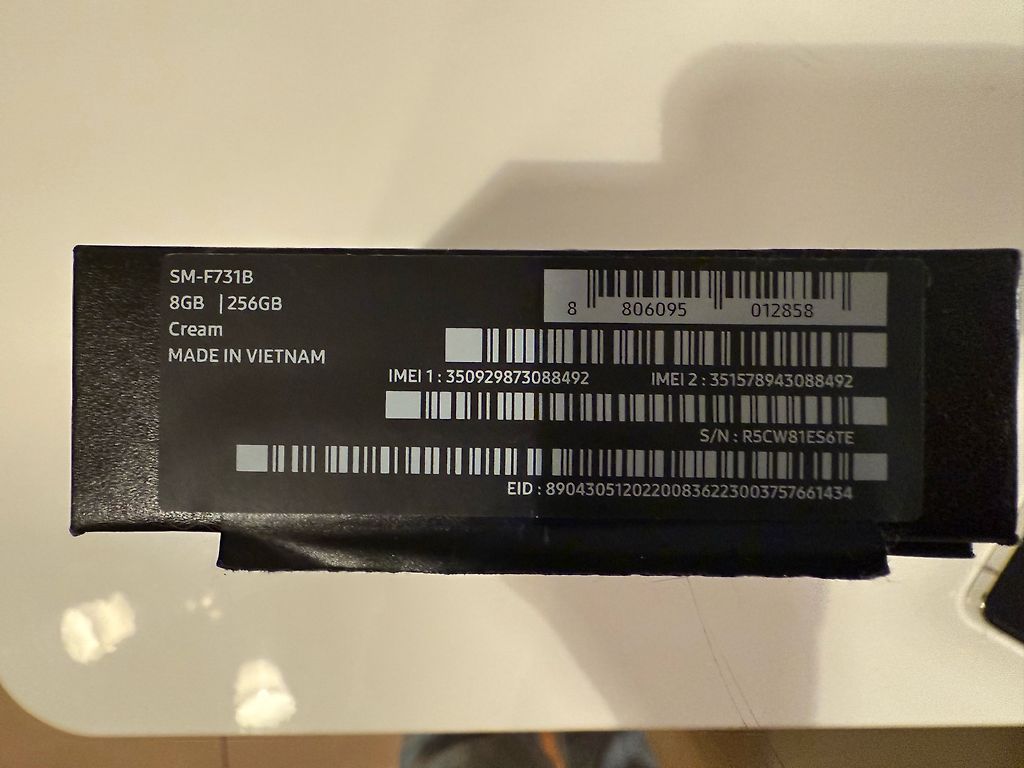 SM-F731B
8GB | 256GB
Cream
MADE IN VIETNAM
8 806095 012858
IMEI 1 : 350929873088492 IMEI 2 : 351578943088492
S/N : R5CW81ES6TE
EID : 89043051202200836223003757661434